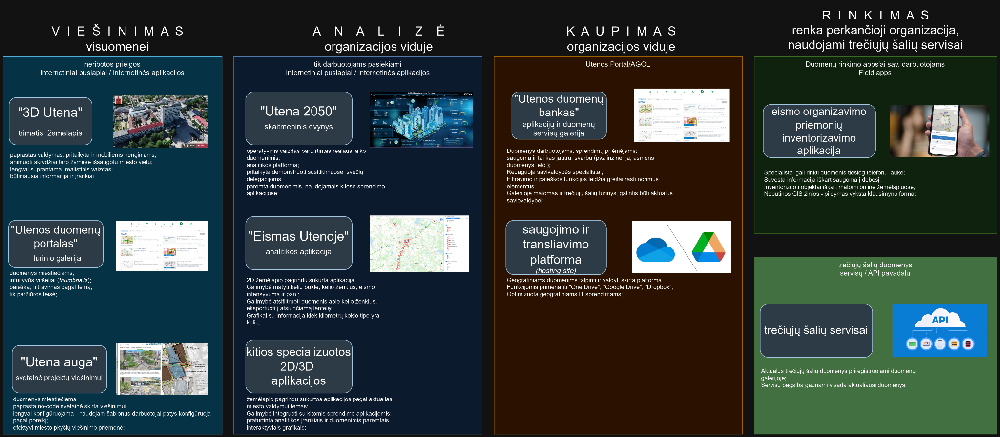 VIEŠINIMAS
visuomenei
neribotos prieigos
Internetiniai puslapiai / internetinės aplikacijos
"3D Utena"
trimatis žemėlapis
paprastas valdymas, pritaikyta ir mobiliems įrenginiams;
animuoti skrydžiai tarp žymėse išsaugotų miesto vietų;
lengvai suprantama, realistinis vaizdas;
būtiniausia informacija ir įrankiai
"Utenos duomenų
portalas"
turinio galerija
duomenys miestiečiams;
intuityvūs viršeliai (thumbnails);
paieška, filtravimas pagal temą;
tik peržiūros teisė;
"Utena auga"
svetainė projektų viešinimui
duomenys miestiečiams;
paprasta no-code svetainė skirta viešinimui
lengvai konfigūruojama - naudojam šablonus darbuotojai patys konfigūruoja
pagal poreikį;
efektyvi miesto pkyčių viešinimo priemonė;
ANALIZĖ
organizacijos viduje
tik darbuotojams pasiekiami
Internetiniai puslapiai / internetinės aplikacijos
"Utena 2050"
skaitmeninis dvynys
AVEVA
operatyvinis vaizdas parturtintas realaus laiko
duomenimis;
analitikos platforma;
pritaikyta demonstruoti susitikimuose, svečių
delegacijoms;
paremta duomenimis, naudojamais kitose sprendimo
aplikacijose;
"Eismas Utenoje"
analitikos aplikacija
2D žemėlapio pagrindu sukurta aplikacija
Galimybė matyti kelių būklę, kelio ženklus, eismo
intensyvumą ir pan.;
Galimybė atsifiltruoti duomenis apie kelio ženklus,
eksportuoti į atsiunčiamą lentelę;
Grafikai su informacija kiek kilometrų kokio tipo yra
kelių;
kitios specializuotos
2D/3D
aplikacijos
žemėlapio pagrindu sukurtos aplikacijos pagal aktualias
miesto valdymui temas;
Galimybė integruoti su kitomis sprendimo aplikacijomis;
praturtinta analitikos įrankiais ir duomenimis paremtais
interaktyviais grafikais;
KAUPIMAS
organizacijos viduje
Utenos Portal/AGOL
"Utenos duomenų
bankas"
aplikacijų ir duomenų
servisų galerija
Duomenys darbuotojams, sprendimų priėmėjams;
saugoma ir tai kas jautru, svarbu (pvz inžinerija, asmens
duomenys, etc.);
Redaguoja savivaldybės specialistai;
Filtravimo ir paieškos funkcijos leidžia greitai rasti norimus
elementus;
Galerijoje matomas ir trečiųjų šalių turinys, galintis būti aktualus
saviovaldybei;
saugojimo ir
transliavimo
platforma
(hosting site)
Geografiniams duomenims talpinti ir valdyti skirta platforma
Funkcijomis primenanti "One Drive", "Google Drive", "Dropbox";
Optimizuota geografiniams IT sprendimams;
RINKIMAS
renka perkančioji organizacija,
naudojami trečiųjų šalių servisai
Duomenų rinkimo apps'ai sav. darbuotojams
Field apps
eismo organizavimo
priemonių
inventorizavimo
aplikacija
Specialistai gali rinkti duomenis tiesiog telefonu lauke;
Suvesta informacija iškart saugoma į debesį;
Inventorizuoti objektai iškart matomi online žemėlapiuose;
Nebūtinos GIS žinios - pildymas vyksta klausimyno forma;
trečiųjų šalių duomenys
servisų / API pavadalu
trečiųjų šalių servisai
API
Aktualūs trečiųjų šalių duomenys priregistruojami duomenų
galerijoje;
Servisų pagalba gaunami visada aktualiausi duomenys;